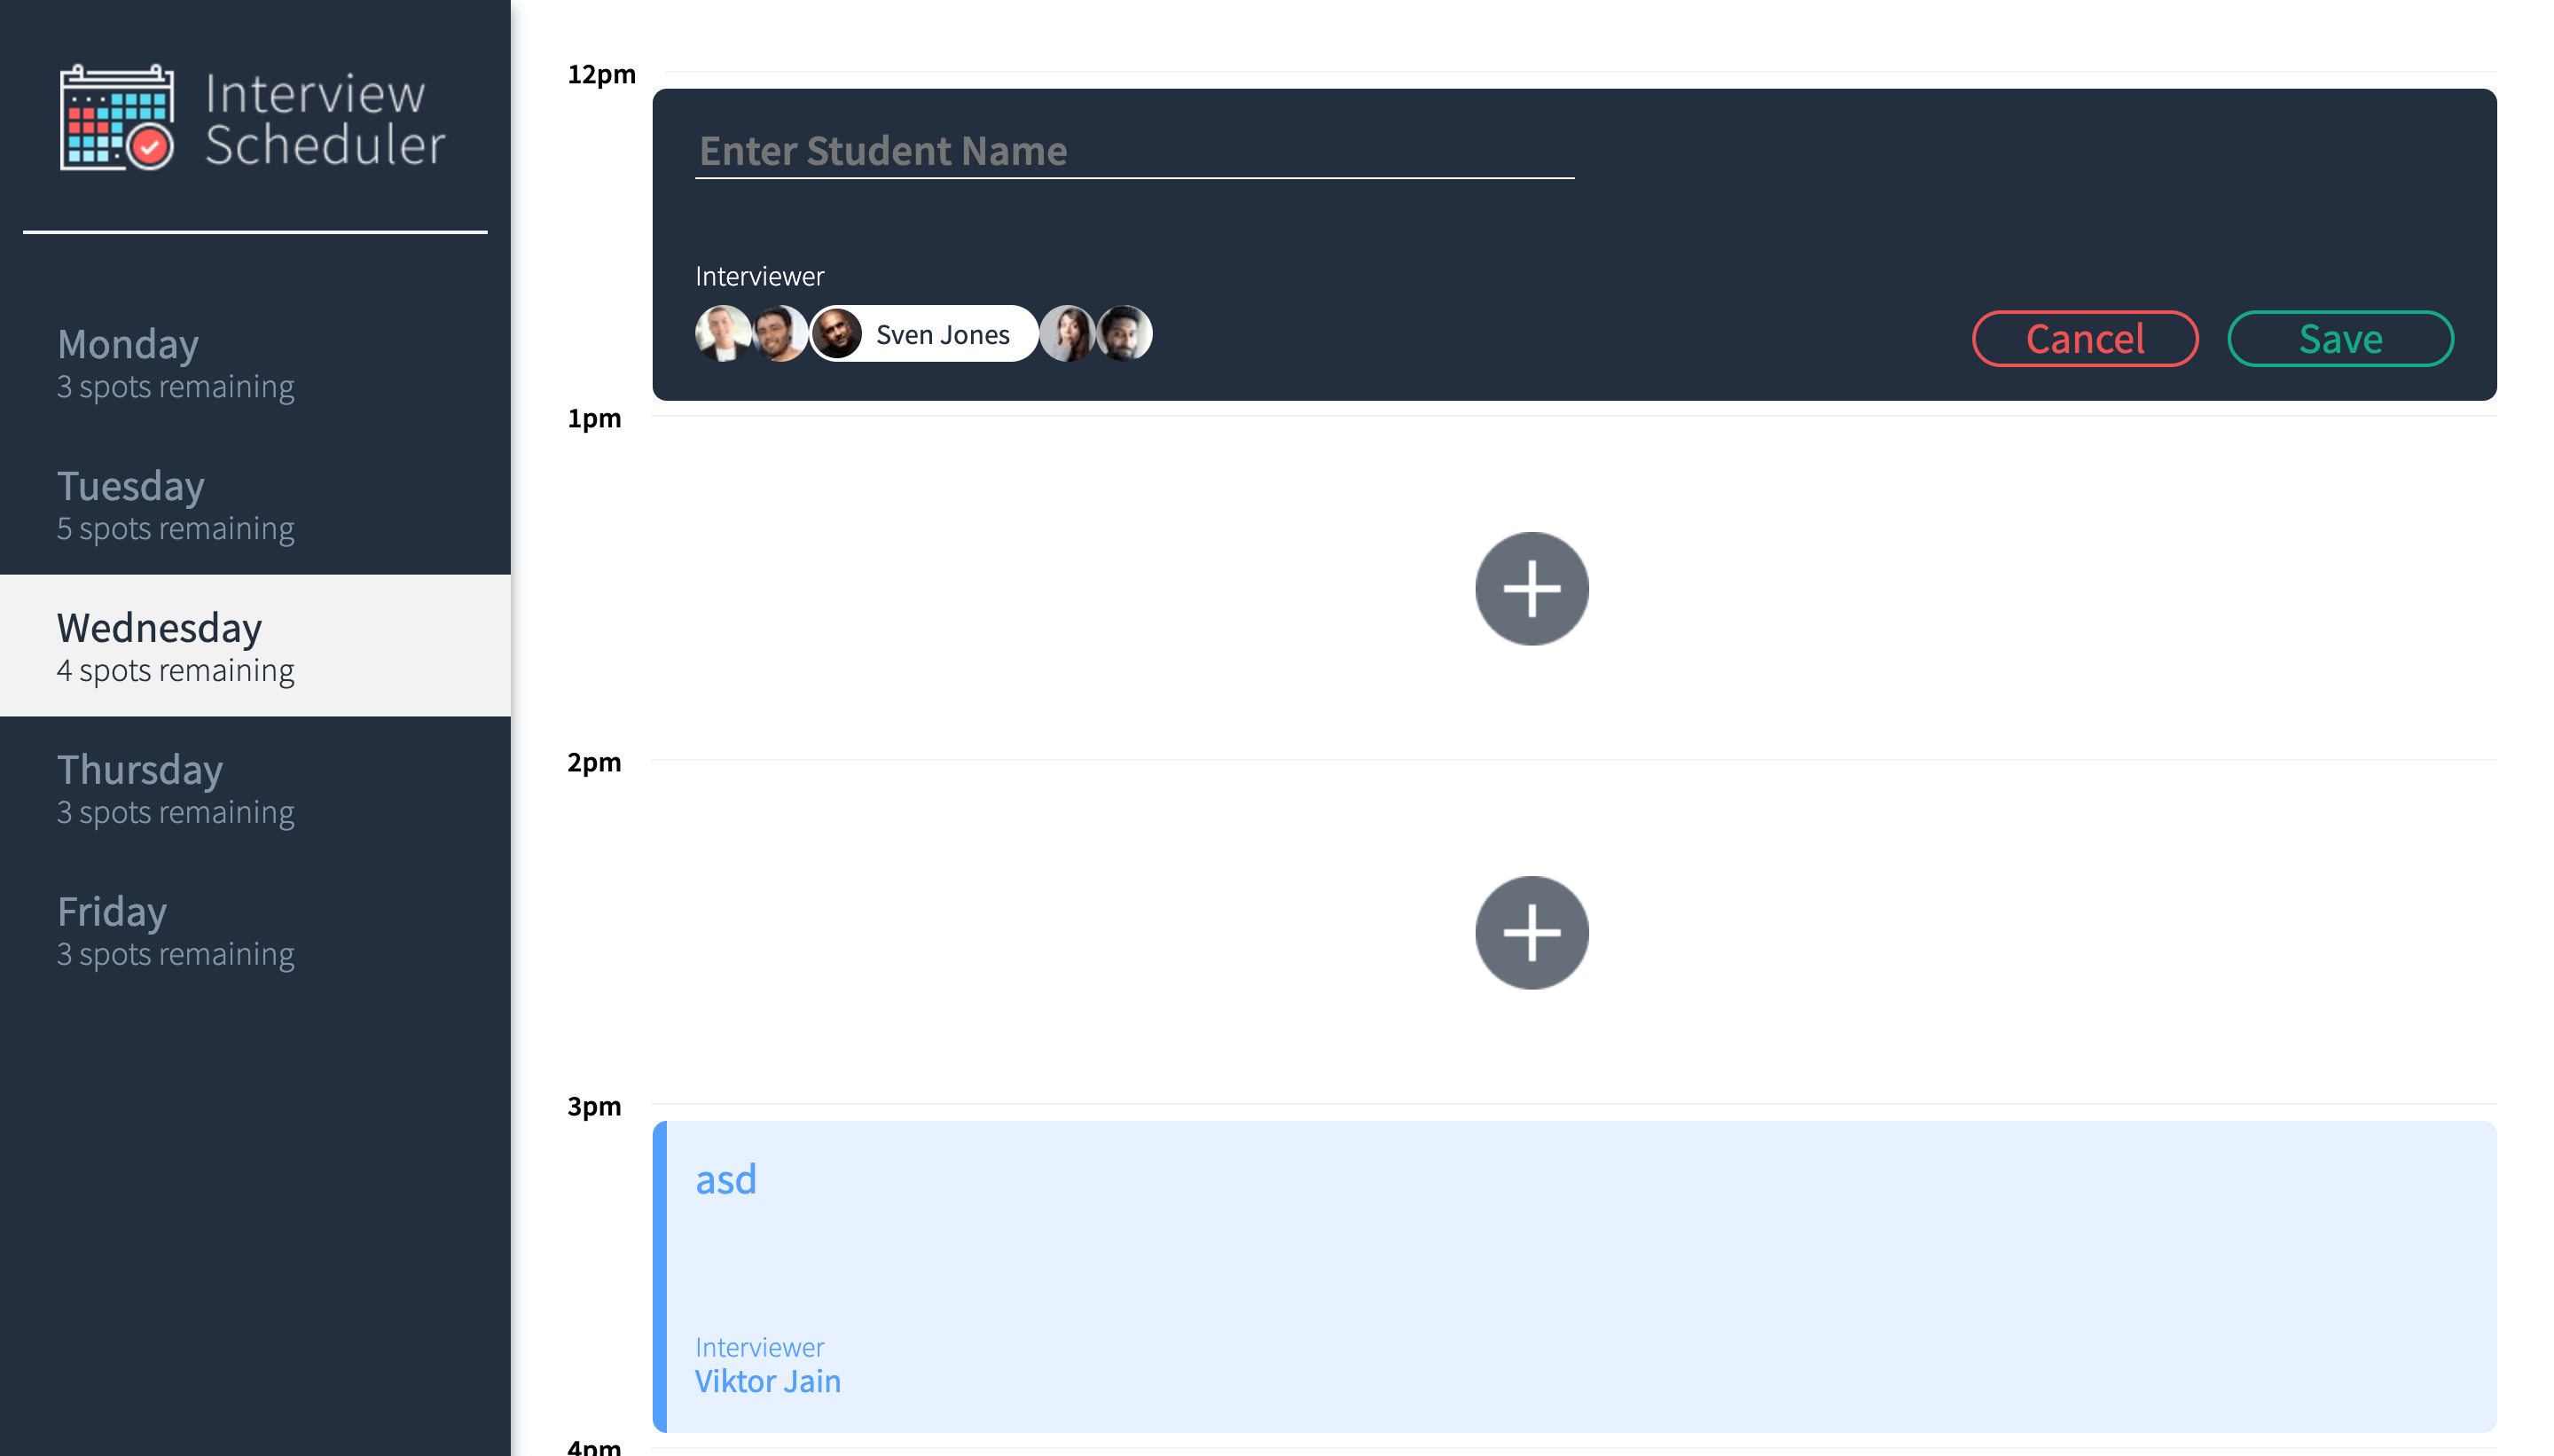 Interview
Scheduler
Monday
3 spots remaining
Tuesday
5 spots remaining
Wednesday
4 spots remaining
Thursday
3 spots remaining
Friday
3 spots remaining
12pm
Enter Student Name
Interviewer
Sven Jones
Cancel
Save
1pm
2pm
3pm
asd
Interviewer
Viktor Jain
4pm